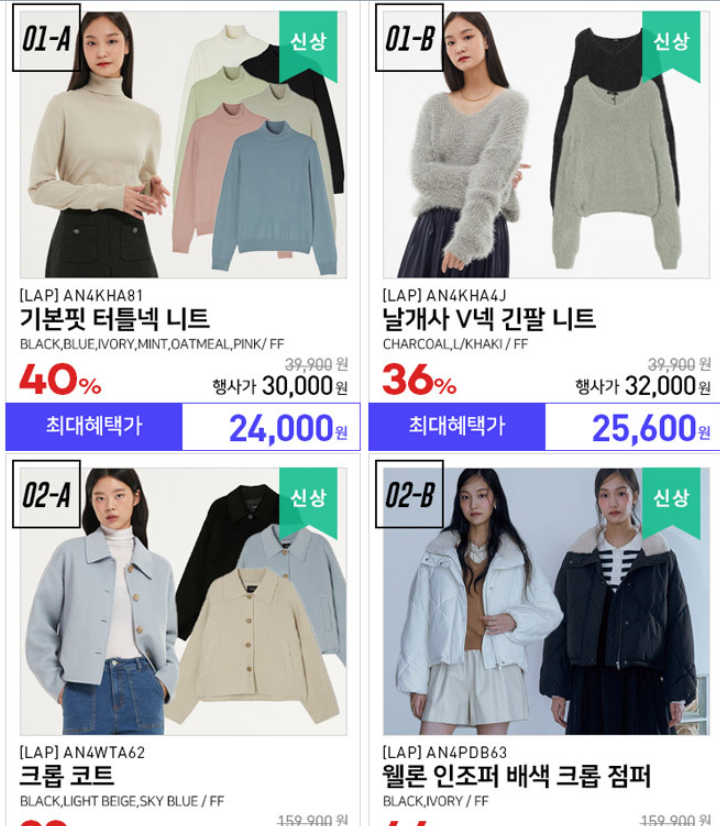 01-A
신상
[LAP] AN4KHA81
기본핏 터틀넥 니트
BLACK,BLUE,IVORY,MINT,OATMEAL,PINK/ FF
39,900 원
40% 행사가 30,000원
최대혜택가 24,000원
01-B
신상
[LAP] AN4KHA4J
날개사 V넥 긴팔 니트
CHARCOAL,L/KHAKI / FF
39,900 원
36% 행사가 32,000원
최대혜택가 25,600원
02-A
신상
[LAP] AN4WTA62
크롭 코트
BLACK,LIGHT BEIGE,SKY BLUE / FF
159,900 원
02-B
신상
[LAP] AN4PDB63
웰론 인조퍼 배색 크롭 점퍼
BLACK,IVORY / FF
159,900 원